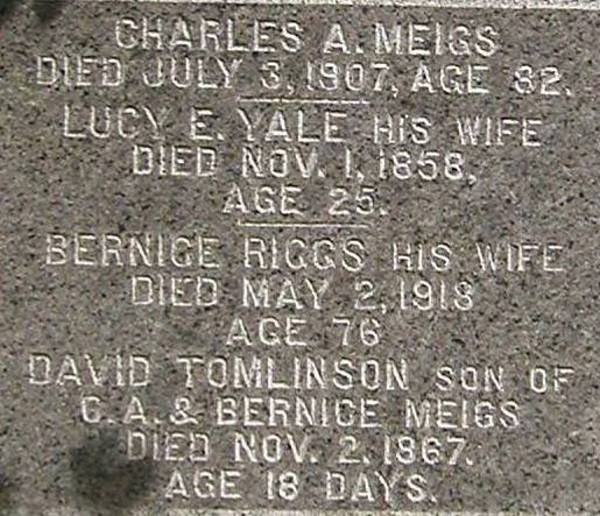 CHARLES A. MEIGS
DIED JULY 3, 1907, AGE 82.
LUCY E. YALE HIS WIFE
DIED NOV. 1, 1858,
AGE 25.
BERNICE RIGGS HIS WIFE
DIED MAY 2, 1918
AGE 76
DAVID TOMLINSON SON OF
C. A. & BERNICE MEIGS
DIED NOV. 2. 1867.
AGE 18 DAYS.